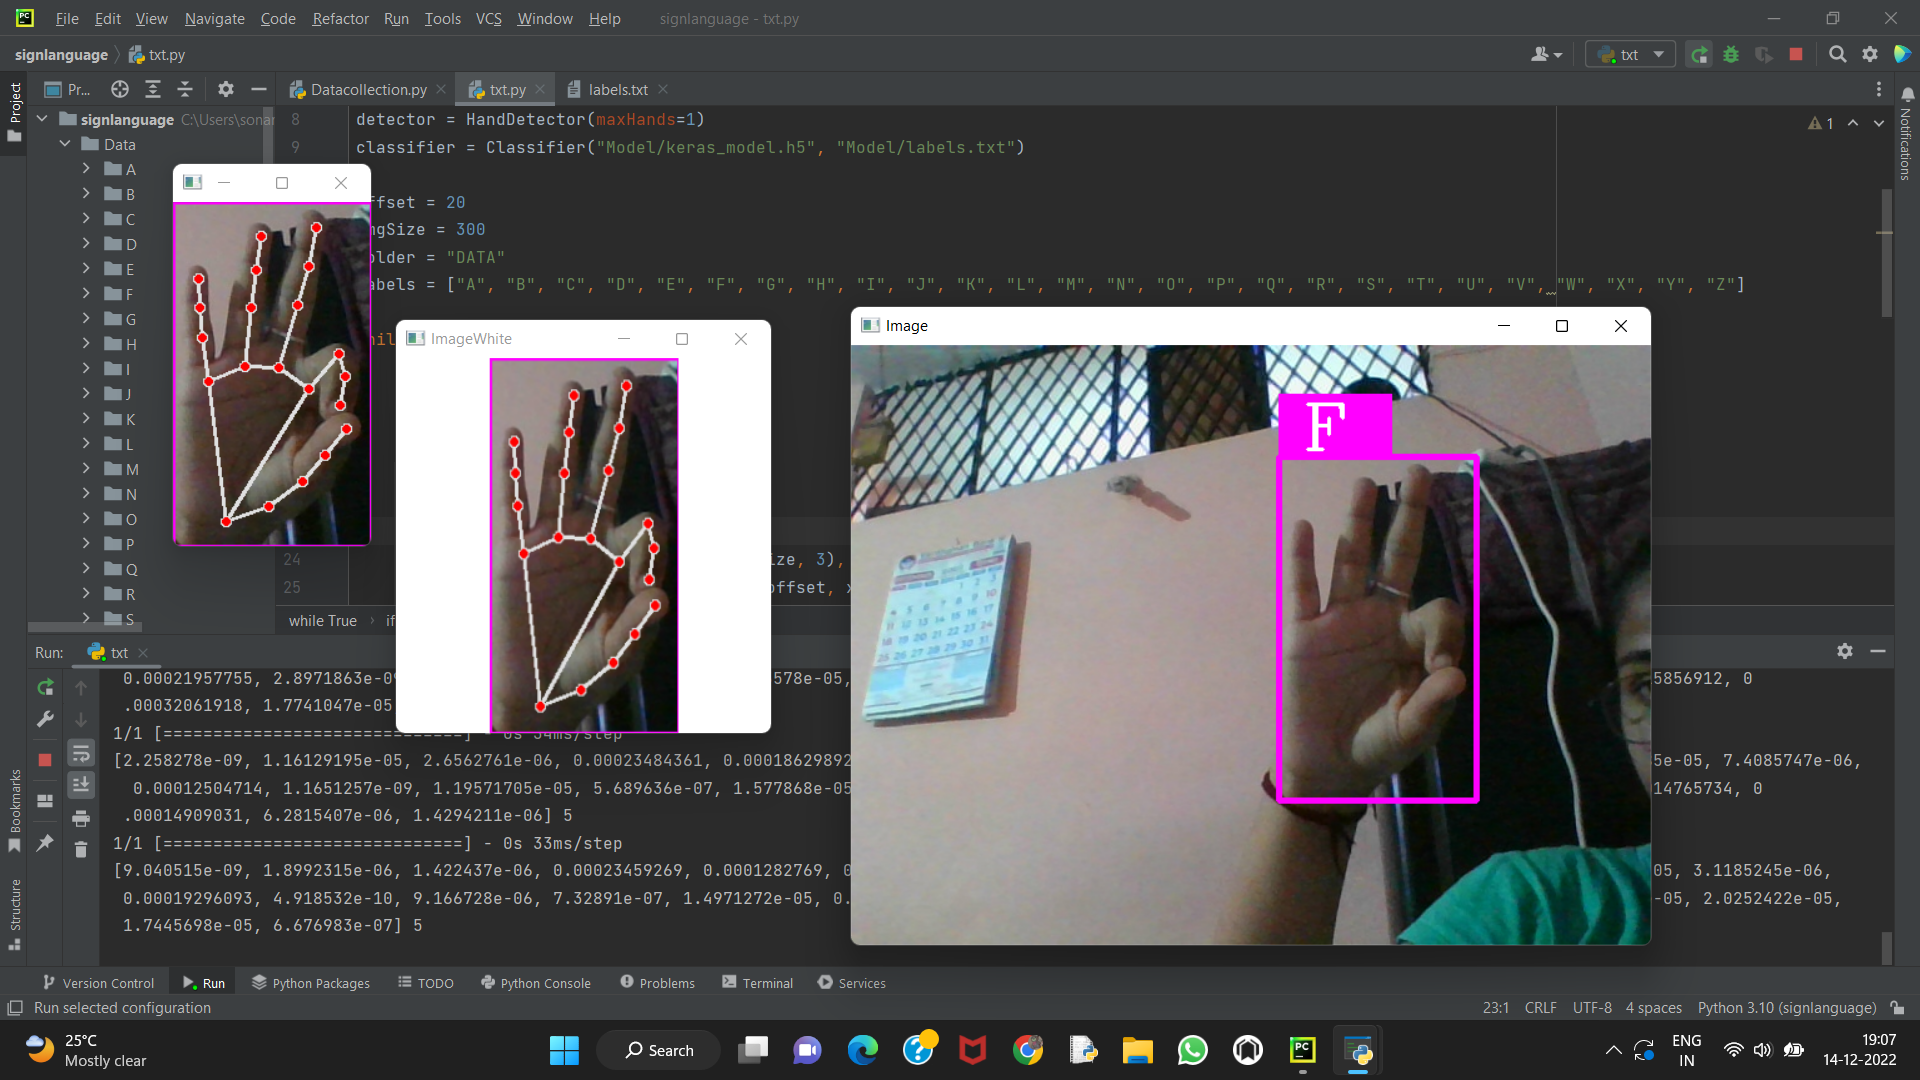 PC File Edit View Navigate Code Refactor Run Tools VCS Window Help signlanguage - txt.py
signlanguage txt.py txt
Project Pr... Datacollection.py txt.py labels.txt Notifications
signlanguage C:\Users\sonar
Data
A
B
C
D
E
F
G
H
I
J
K
L
M
N
O
P
Q
R
S
8 detector = HandDetector(maxHands=1)
9 classifier = Classifier("Model/keras_model.h5", "Model/labels.txt")
1
ffset = 20
gSize = 300
older = "DATA"
abels = ["A", "B", "C", "D", "E", "F", "G", "H", "I", "J", "K", "L", "M", "N", "O", "P", "Q", "R", "S", "T", "U", "V", "W", "X", "Y", "Z"]
hil
24 ize, 3),
25 offset, x
while True if
ImageWhite
Image
F
Run: txt
0.00021957755, 2.8971863e-0 578e-05, 5856912, 0
.00032061918, 1.7741047e-05
1/1 [==============================] - 0s 34ms/step
[2.258278e-09, 1.16129195e-05, 2.6562761e-06, 0.00023484361, 0.00018629892 5e-05, 7.4085747e-06,
0.00012504714, 1.1651257e-09, 1.19571705e-05, 5.689636e-07, 1.577868e-05 14765734, 0
.00014909031, 6.2815407e-06, 1.4294211e-06] 5
1/1 [==============================] - 0s 33ms/step
[9.040515e-09, 1.8992315e-06, 1.422437e-06, 0.00023459269, 0.0001282769, 05, 3.1185245e-06,
0.00019296093, 4.918532e-10, 9.166728e-06, 7.32891e-07, 1.4971272e-05, 0. -05, 2.0252422e-05,
1.7445698e-05, 6.676983e-07] 5
Bookmarks
Structure
Version Control Run Python Packages TODO Python Console Problems Terminal Services
Run selected configuration 23:1 CRLF UTF-8 4 spaces Python 3.10 (signlanguage)
25°C
Mostly clear
Search
PC
ENG
IN
19:07
14-12-2022